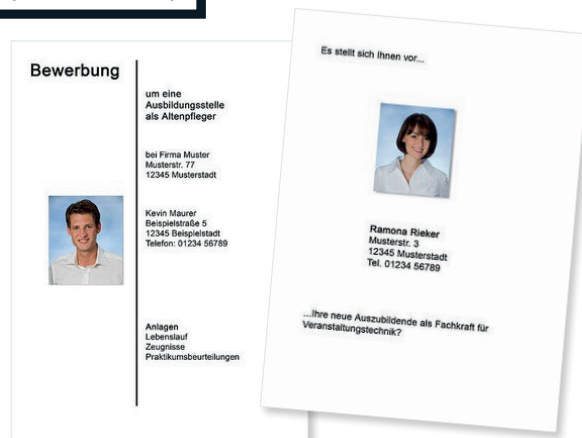 Bewerbung
um eine
Ausbildungsstelle
als Altenpfleger
bei Firma Muster
Musterstr. 77
12345 Musterstadt
Kevin Maurer
Beispielstraße 5
12345 Beispielstadt
Telefon: 01234 56789
Anlagen
Lebenslauf
Zeugnisse
Praktikumsbeurteilungen
Es stellt sich Ihnen vor...
Ramona Rieker
Musterstr. 3
12345 Musterstadt
Tel. 01234 56789
...Ihre neue Auszubildende als Fachkraft für
Veranstaltungstechnik?